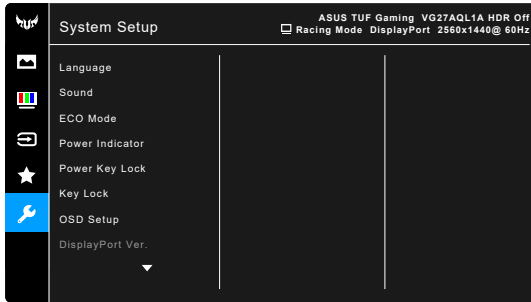 System Setup
ASUS TUF Gaming VG27AQL1A HDR Off
Racing Mode DisplayPort 2560x1440@ 60Hz
Language
Sound
ECO Mode
Power Indicator
Power Key Lock
Key Lock
OSD Setup
DisplayPort Ver.